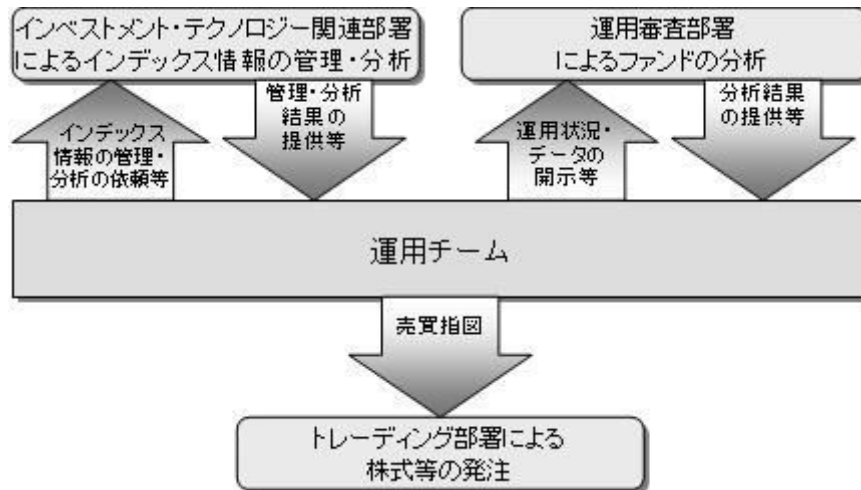 インベストメント・テクノロジー関連部署
によるインデックス情報の管理・分析
運用審査部署
によるファンドの分析
インデックス
情報の管理・
分析の依頼等
管理・分析
結果の
提供等
運用状況・
データの
開示等
分析結果
の提供等
運用チーム
売買指図
トレーディング部署による
株式等の発注